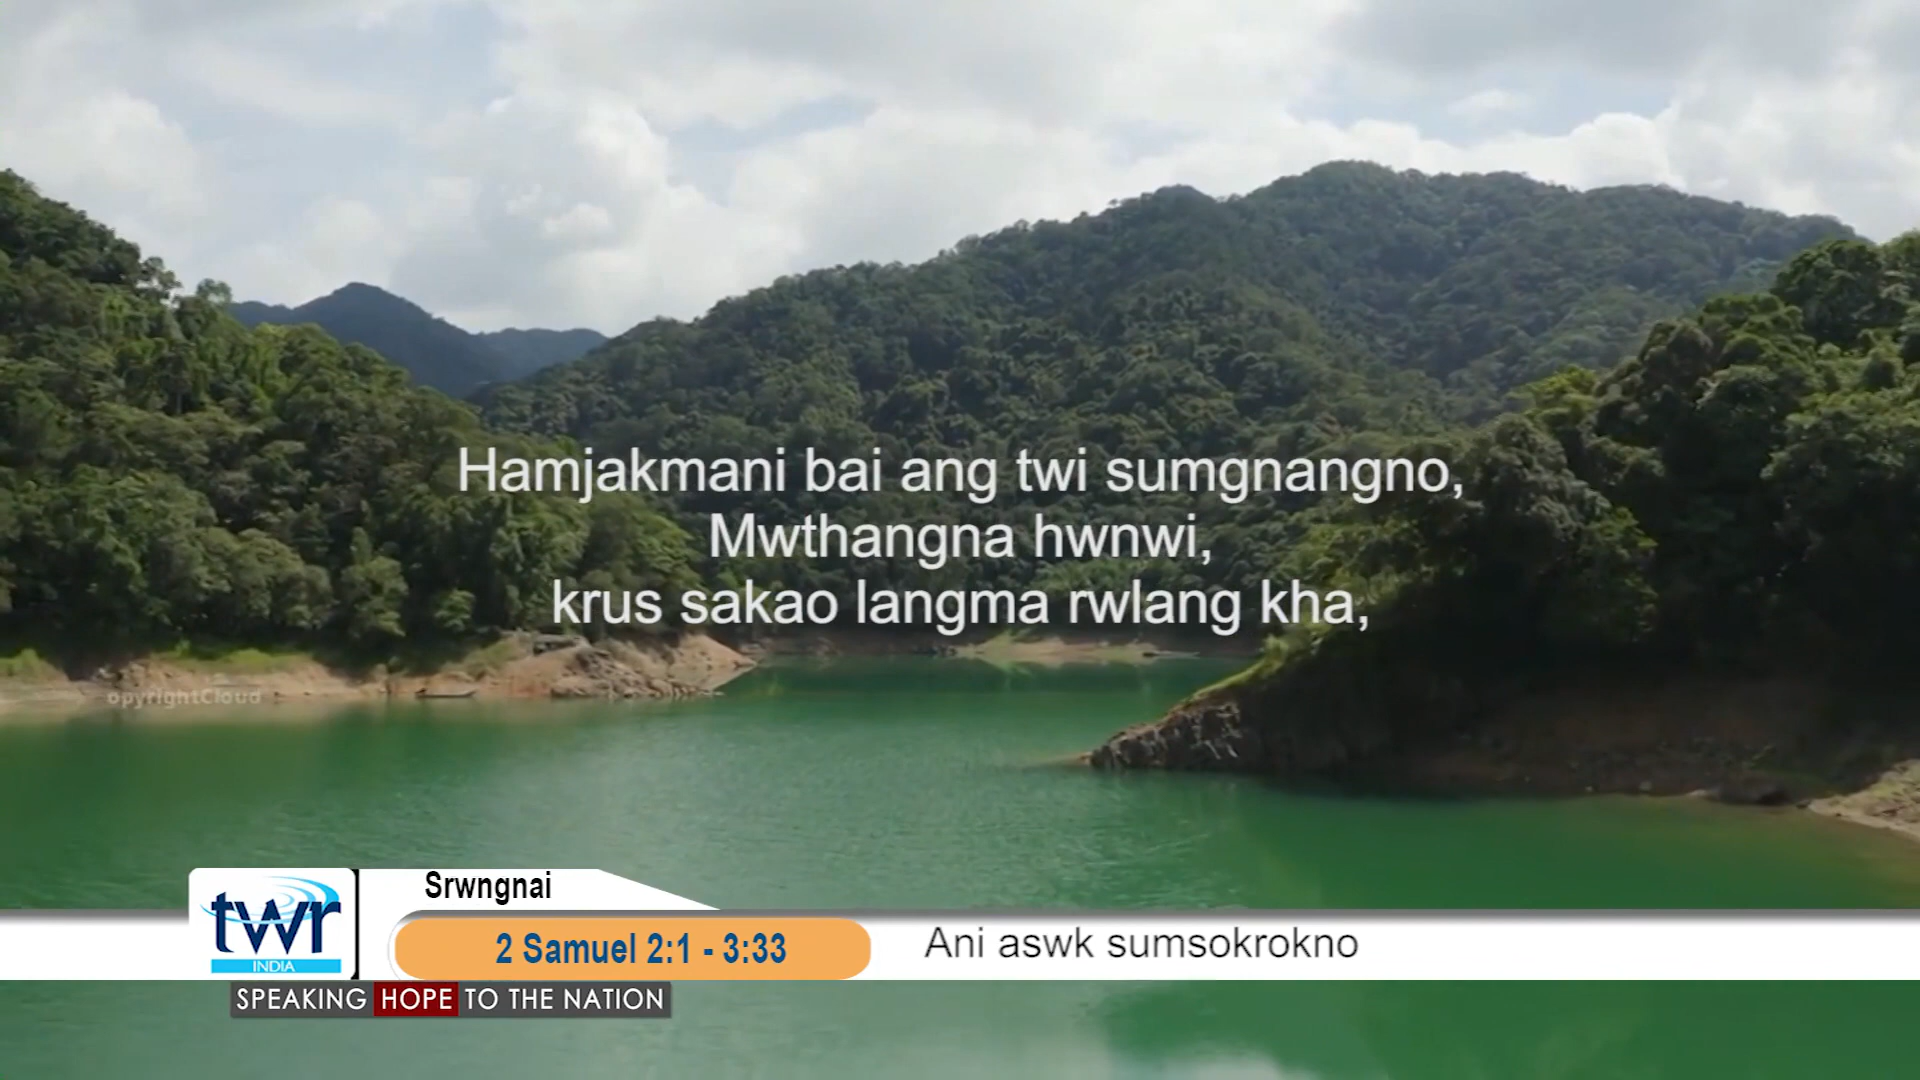 Hamjakmani bai ang twi sumgnangno,
Mwthangna hwnwi,
krus sakao langma rwlang kha,
opyrightCloud
Srwngnai
twr
INDIA
2 Samuel 2:1 - 3:33
Ani aswk sumsokrokno
SPEAKING HOPE TO THE NATION